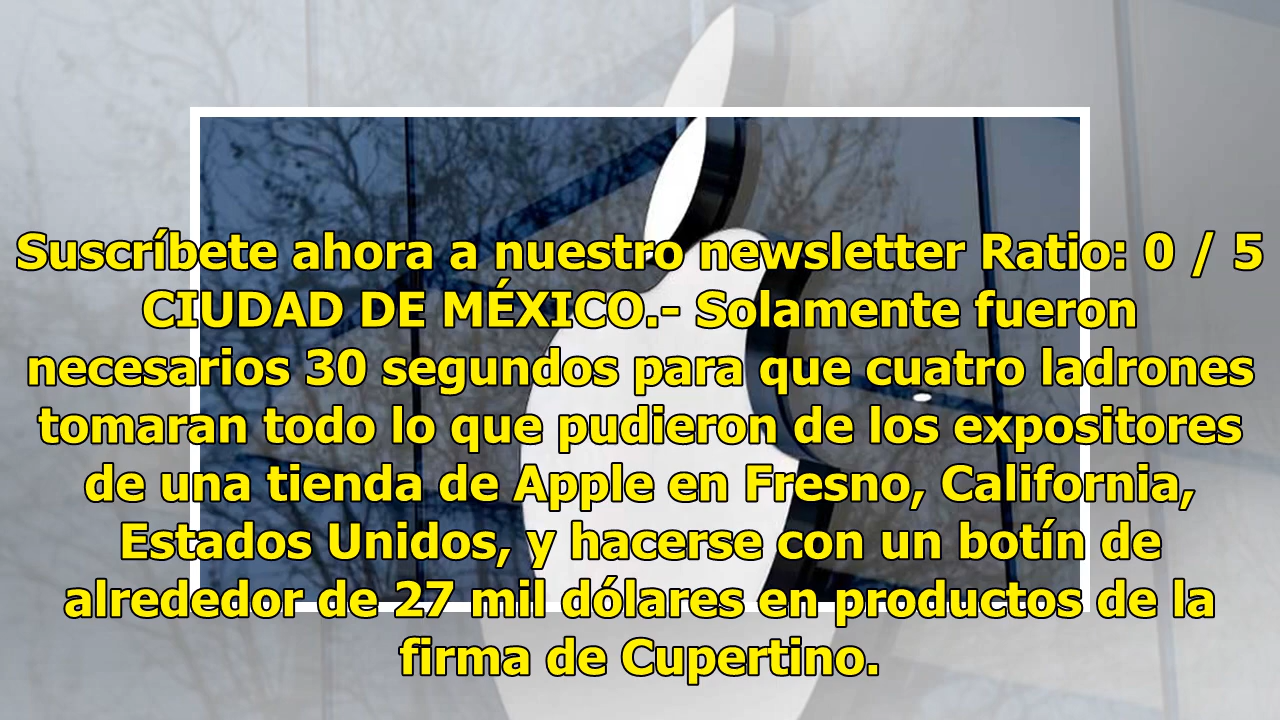 Suscríbete ahora a nuestro newsletter Ratio: 0 / 5
CIUDAD DE MÉXICO.- Solamente fueron
necesarios 30 segundos para que cuatro ladrones
tomaran todo lo que pudieron de los expositores
de una tienda de Apple en Fresno, California,
Estados Unidos, y hacerse con un botín de
alrededor de 27 mil dólares en productos de la
firma de Cupertino.